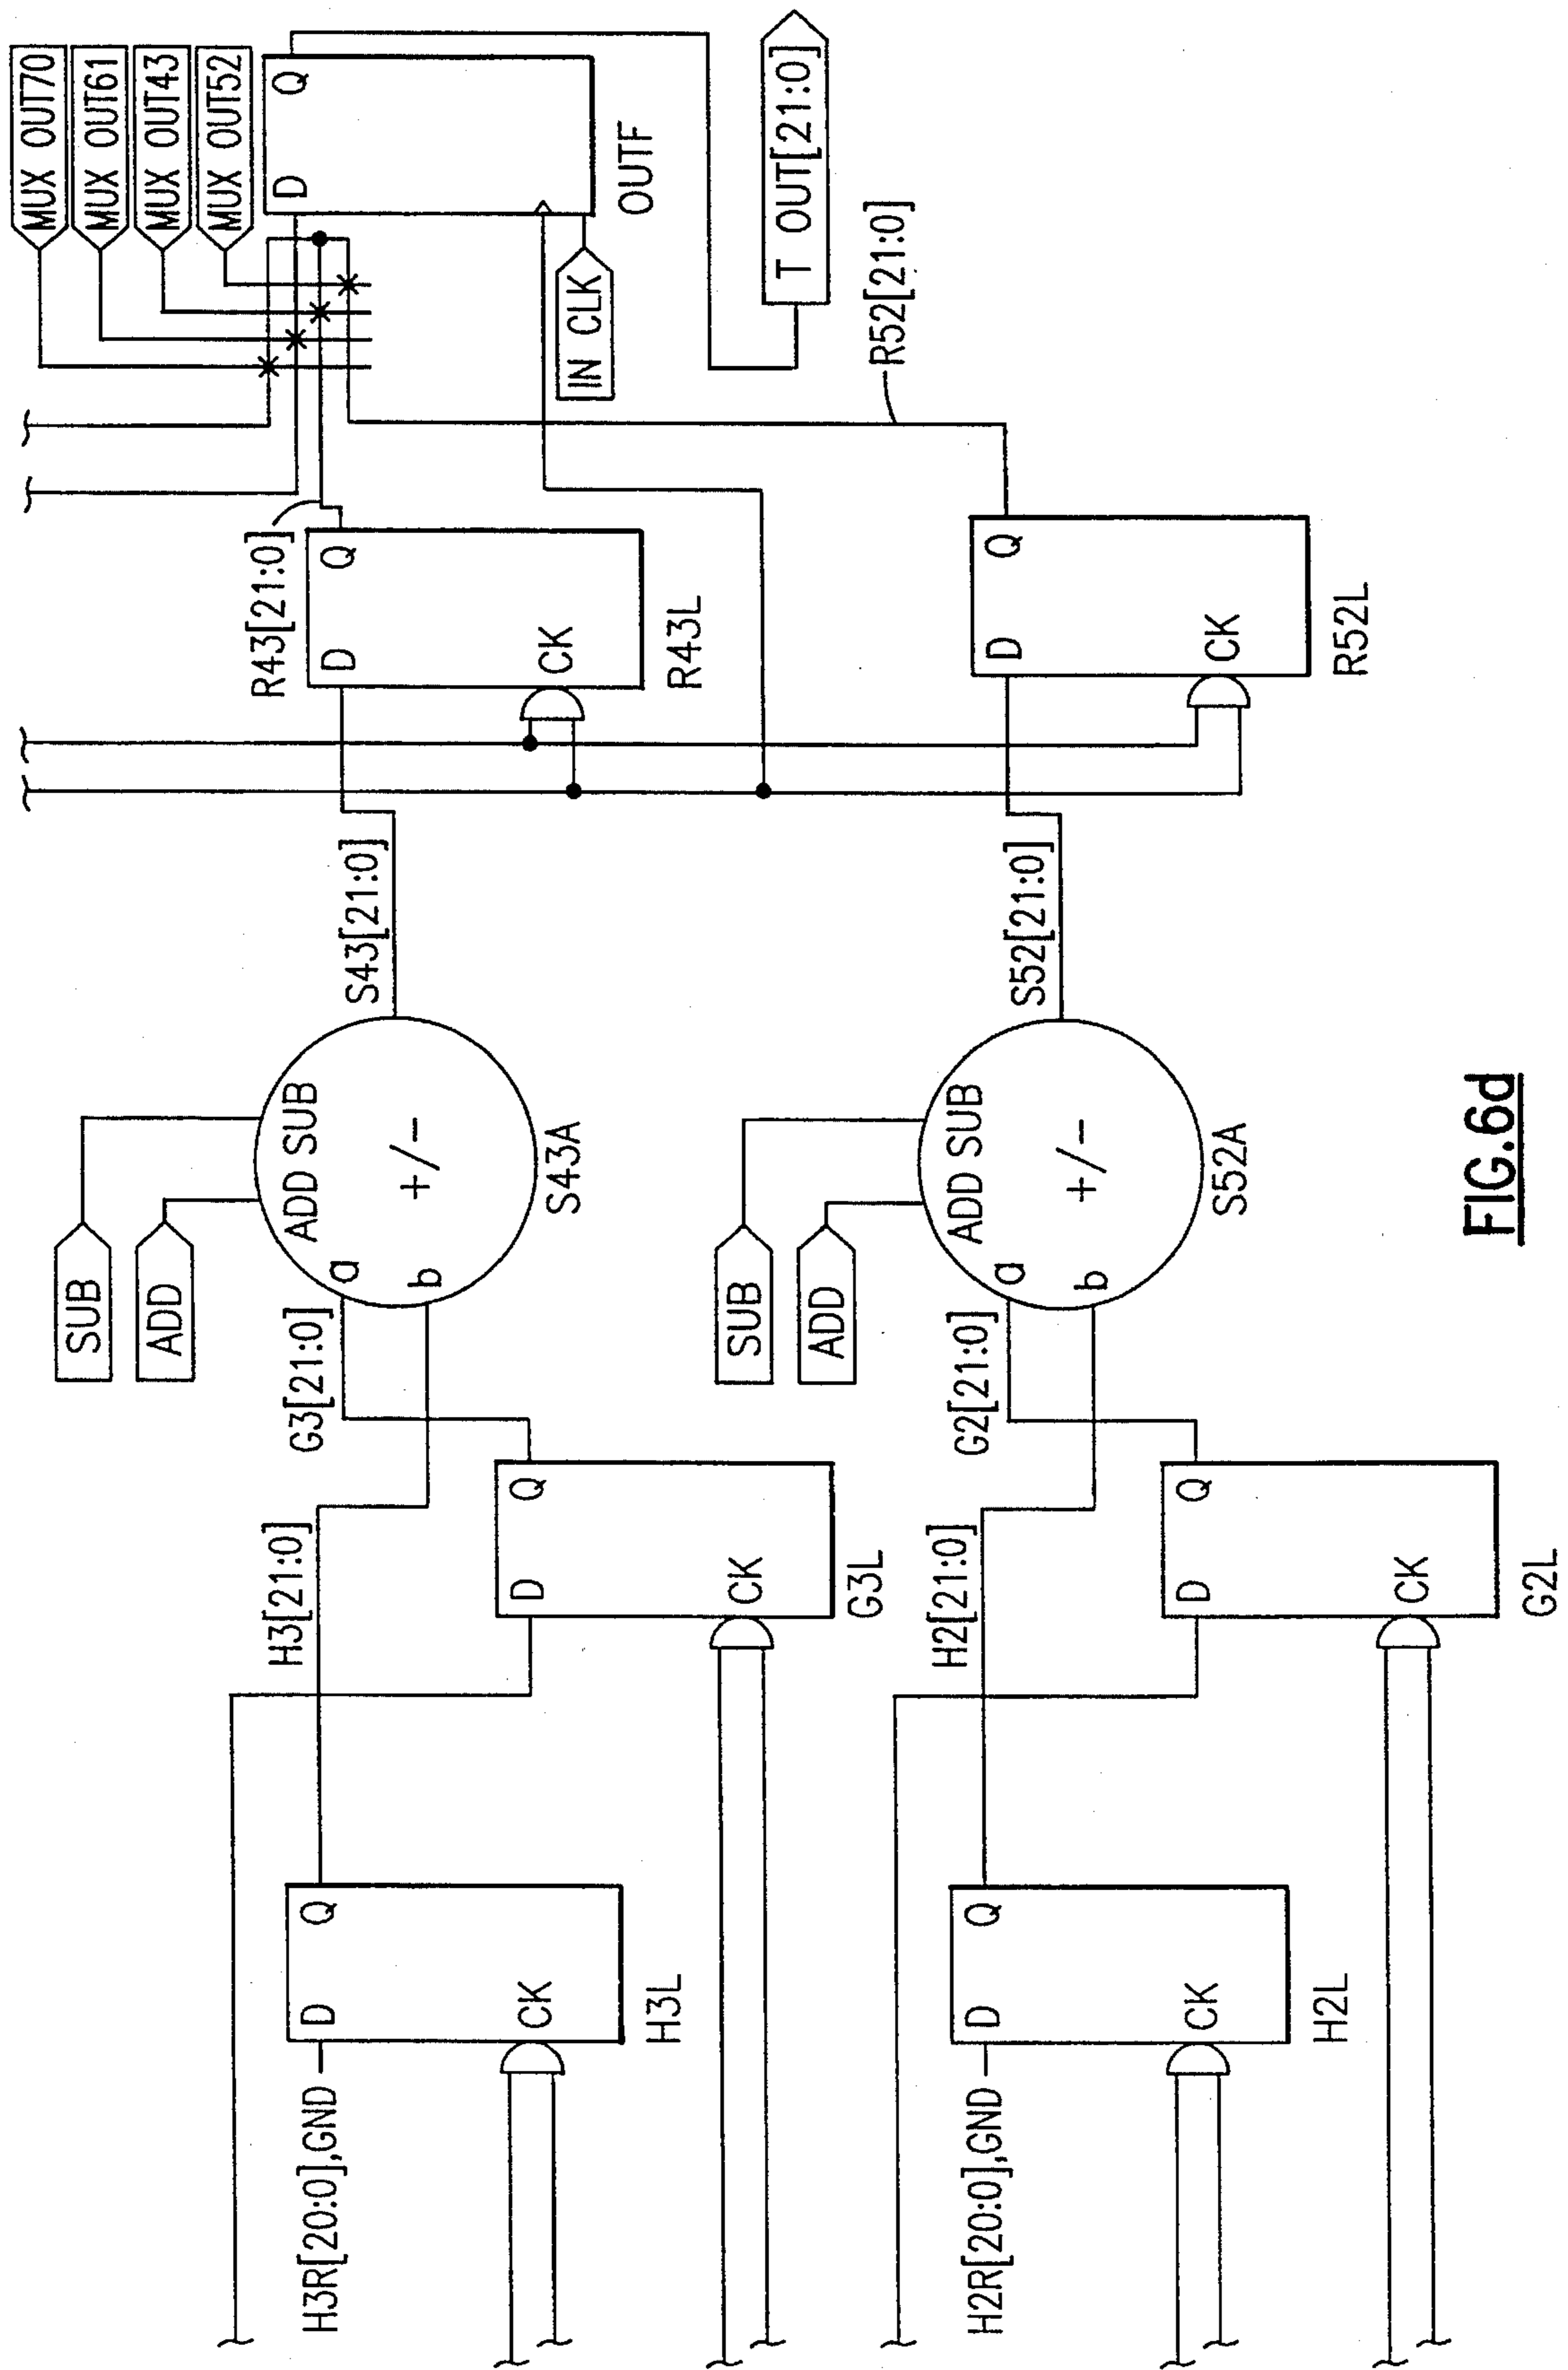 MUX OUT70
MUX OUT61
MUX OUT43
MUX OUT52
D
Q
OUTF
IN CLK
T OUT[21:0]
R52[21:0]
R43[21:0]
D
Q
CK
R43L
D
Q
CK
R52L
S43[21:0]
S52[21:0]
SUB
ADD
ADD SUB
a
b
+/-
S43A
SUB
ADD
ADD SUB
a
b
+/-
S52A
G3[21:0]
H3[21:0]
D
Q
CK
G3L
G2[21:0]
H2[21:0]
D
Q
CK
G2L
H3R[20:0],GND
D
Q
CK
H3L
H2R[20:0],GND
D
Q
CK
H2L
FIG.6d